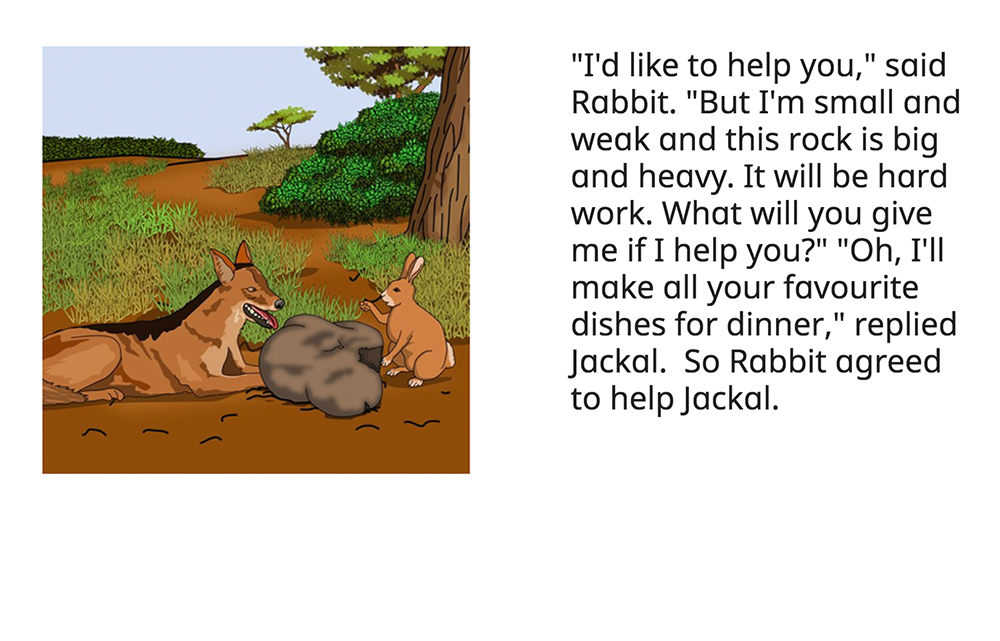 "I'd like to help you," said
Rabbit. "But I'm small and
weak and this rock is big
and heavy. It will be hard
work. What will you give
me if I help you?" "Oh, I'll
make all your favourite
dishes for dinner," replied
Jackal.  So Rabbit agreed
to help Jackal.